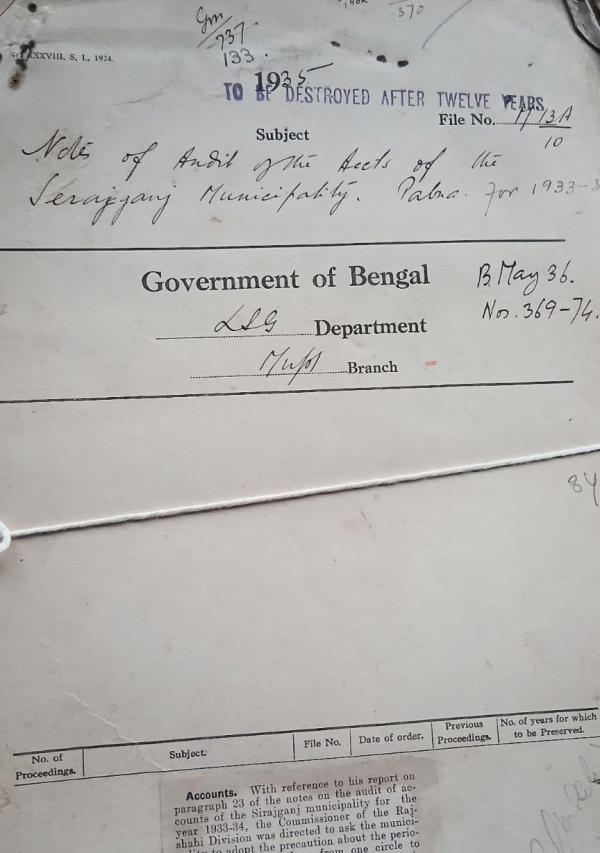 370
Gm
737.
133.
XXVIII, S, I., 1924.
1935
TO BE DESTROYED AFTER TWELVE YEARS
File No.
13A
10
Subject
Notes of Audit of the Accts of the
Serajganj Municipality. Pabna. for 1933-3
Government of Bengal
B. May 36.
LSG Department
Nos. 369-74.
Branch
84
No. of Proceedings.
Subject.
File No.
Date of order.
Previous Proceedings.
No. of years for which to be Preserved.
Accounts. With reference to his report on
paragraph 23 of the notes on the audit of ac-
counts of the Sirajganj municipality for the
year 1933-34, the Commissioner of the Raj-
shahi Division was directed to ask the munici-
to adopt the precaution about the perio-
from one circle to